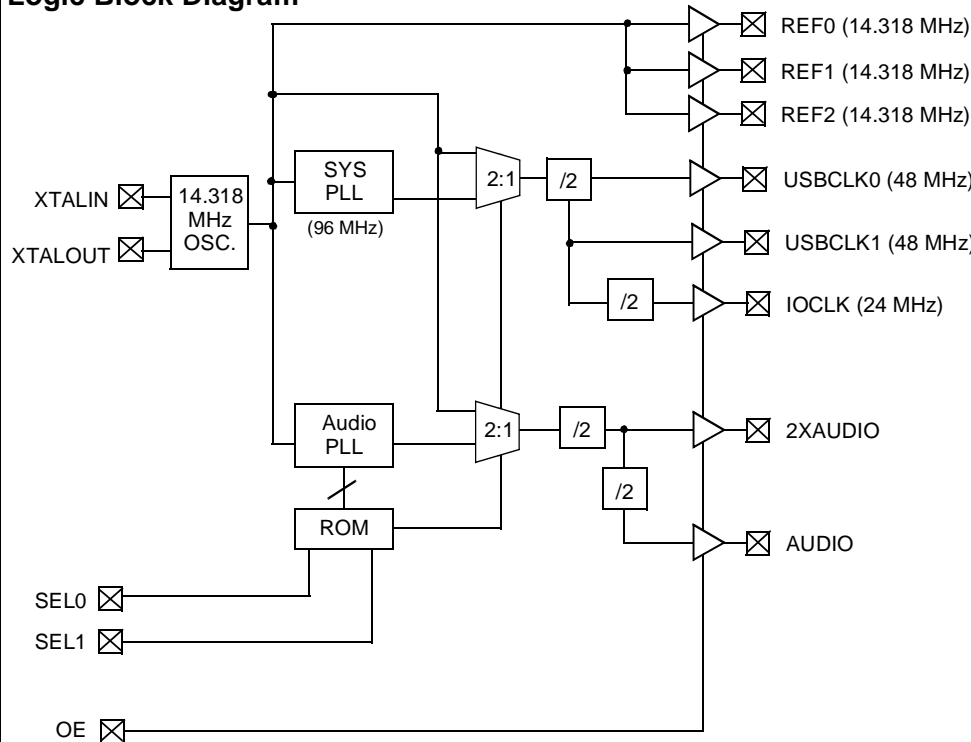 Logic Block Diagram
REF0 (14.318 MHz)
REF1 (14.318 MHz)
REF2 (14.318 MHz)
XTALIN
XTALOUT
14.318
MHz
OSC.
SYS
PLL
(96 MHz)
2:1
/2
USBCLK0 (48 MHz)
USBCLK1 (48 MHz)
/2
IOCLK (24 MHz)
Audio
PLL
2:1
/2
2XAUDIO
/2
ROM
AUDIO
SEL0
SEL1
OE